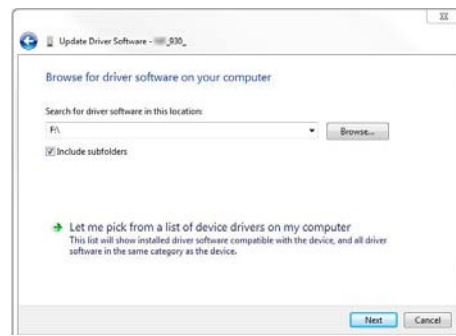 Update Driver Software - _930_
Browse for driver software on your computer
Search for driver software in this location:
F:\
Browse...
Include subfolders
Let me pick from a list of device drivers on my computer
This list will show installed driver software compatible with the device, and all driver
software in the same category as the device.
Next
Cancel